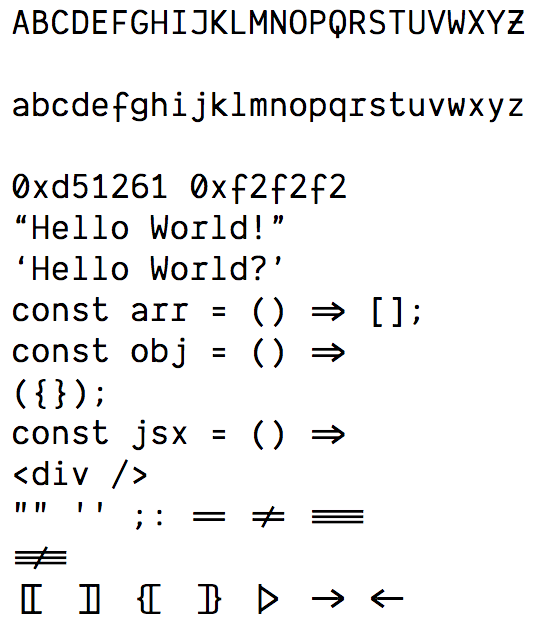 ABCDEFGHIJKLMNOPQRSTUVWXYZ
abcdefghijklmnopqrstuvwxyz
0xd51261 0xf2f2f2
“Hello World!”
‘Hello World?’
const arr = () ⇒ [];
const obj = () ⇒
({});
const jsx = () ⇒
<div />
"" '' ;: == ≠ ≡
≢
⟦ ⟧ {[ ]} ▷ → ←